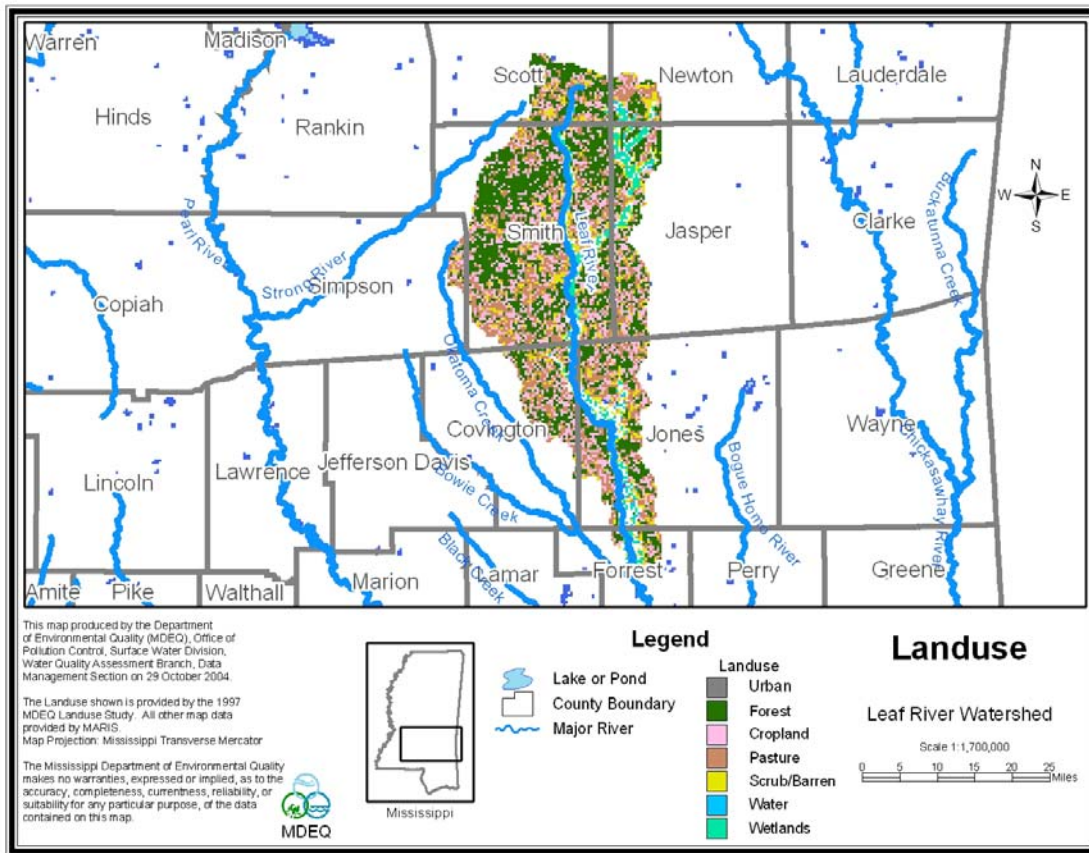 Warren
Madison
Scott
Newton
Lauderdale
Hinds
Rankin
N
W
E
S
Buckatunna Creek
Pearl River
Smith
Leaf River
Jasper
Clarke
Strong River
Simpson
Copiah
Okatoma Creek
Covington
Jones
Wayne
Lincoln
Lawrence
Jefferson Davis
Bowie Creek
Bogue Homo River
Chickasawhay River
Black Creek
Amite
Pike
Walthall
Marion
Lamar
Forrest
Perry
Greene
This map produced by the Department
of Environmental Quality (MDEQ), Office of
Pollution Control, Surface Water Division,
Water Quality Assessment Branch, Data
Management Section on 29 October 2004.
The Landuse shown is provided by the 1997
MDEQ Landuse Study. All other map data
provided by MARIS.
Map Projection: Mississippi Transverse Mercator
The Mississippi Department of Environmental Quality
makes no warranties, expressed or implied, as to the
accuracy, completeness, currentness, reliability, or
suitability for any particular purpose, of the data
contained on this map.
MDEQ
Mississippi
Legend
Lake or Pond
County Boundary
Major River
Landuse
Urban
Forest
Cropland
Pasture
Scrub/Barren
Water
Wetlands
Landuse
Leaf River Watershed
Scale 1:1,700,000
0 5 10 15 20 25
Miles